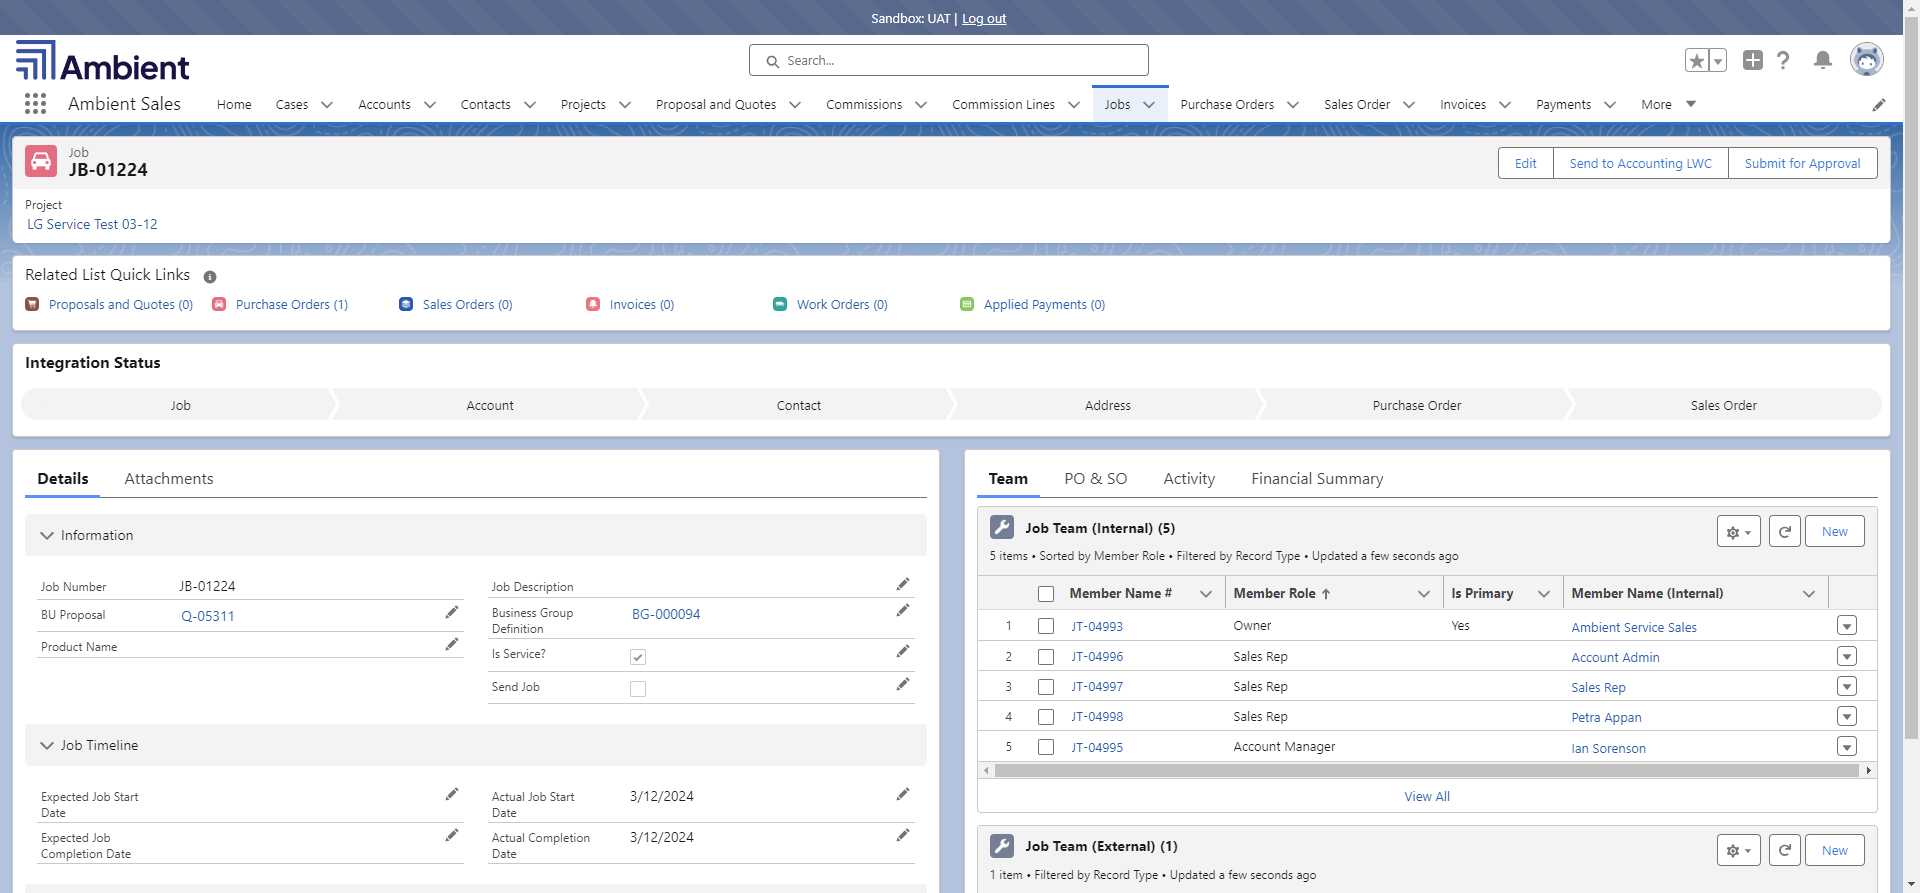 Sandbox: UAT | Log out
Ambient
Search...
Ambient Sales Home Cases Accounts Contacts Projects Proposal and Quotes Commissions Commission Lines Jobs Purchase Orders Sales Order Invoices Payments More
Job
JB-01224
Edit Send to Accounting LWC Submit for Approval
Project
LG Service Test 03-12
Related List Quick Links
Proposals and Quotes (0) Purchase Orders (1) Sales Orders (0) Invoices (0) Work Orders (0) Applied Payments (0)
Integration Status
Job Account Contact Address Purchase Order Sales Order
Details Attachments
Information
Job Number JB-01224
BU Proposal Q-05311
Product Name
Job Description
Business Group
Definition
BG-000094
Is Service?
Send Job
Job Timeline
Expected Job Start
Date
Expected Job
Completion Date
Actual Job Start
Date
3/12/2024
Actual Completion
Date
3/12/2024
Team PO & SO Activity Financial Summary
Job Team (Internal) (5)
New
5 items • Sorted by Member Role • Filtered by Record Type • Updated a few seconds ago
Member Name # Member Role Is Primary Member Name (Internal)
1 JT-04993 Owner Yes Ambient Service Sales
2 JT-04996 Sales Rep Account Admin
3 JT-04997 Sales Rep Sales Rep
4 JT-04998 Sales Rep Petra Appan
5 JT-04995 Account Manager Ian Sorenson
View All
Job Team (External) (1)
New
1 item • Filtered by Record Type • Updated a few seconds ago